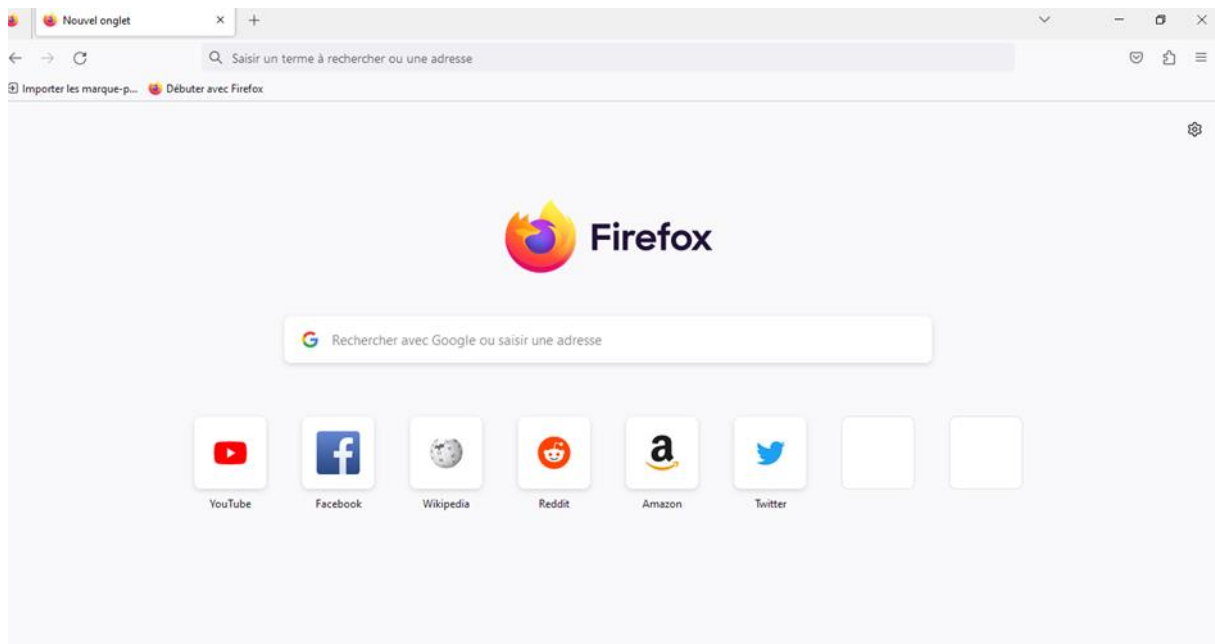 Nouvel onglet
Saisir un terme à rechercher ou une adresse
Importer les marque-p... Débuter avec Firefox
Firefox
Rechercher avec Google ou saisir une adresse
YouTube Facebook Wikipedia Reddit Amazon Twitter